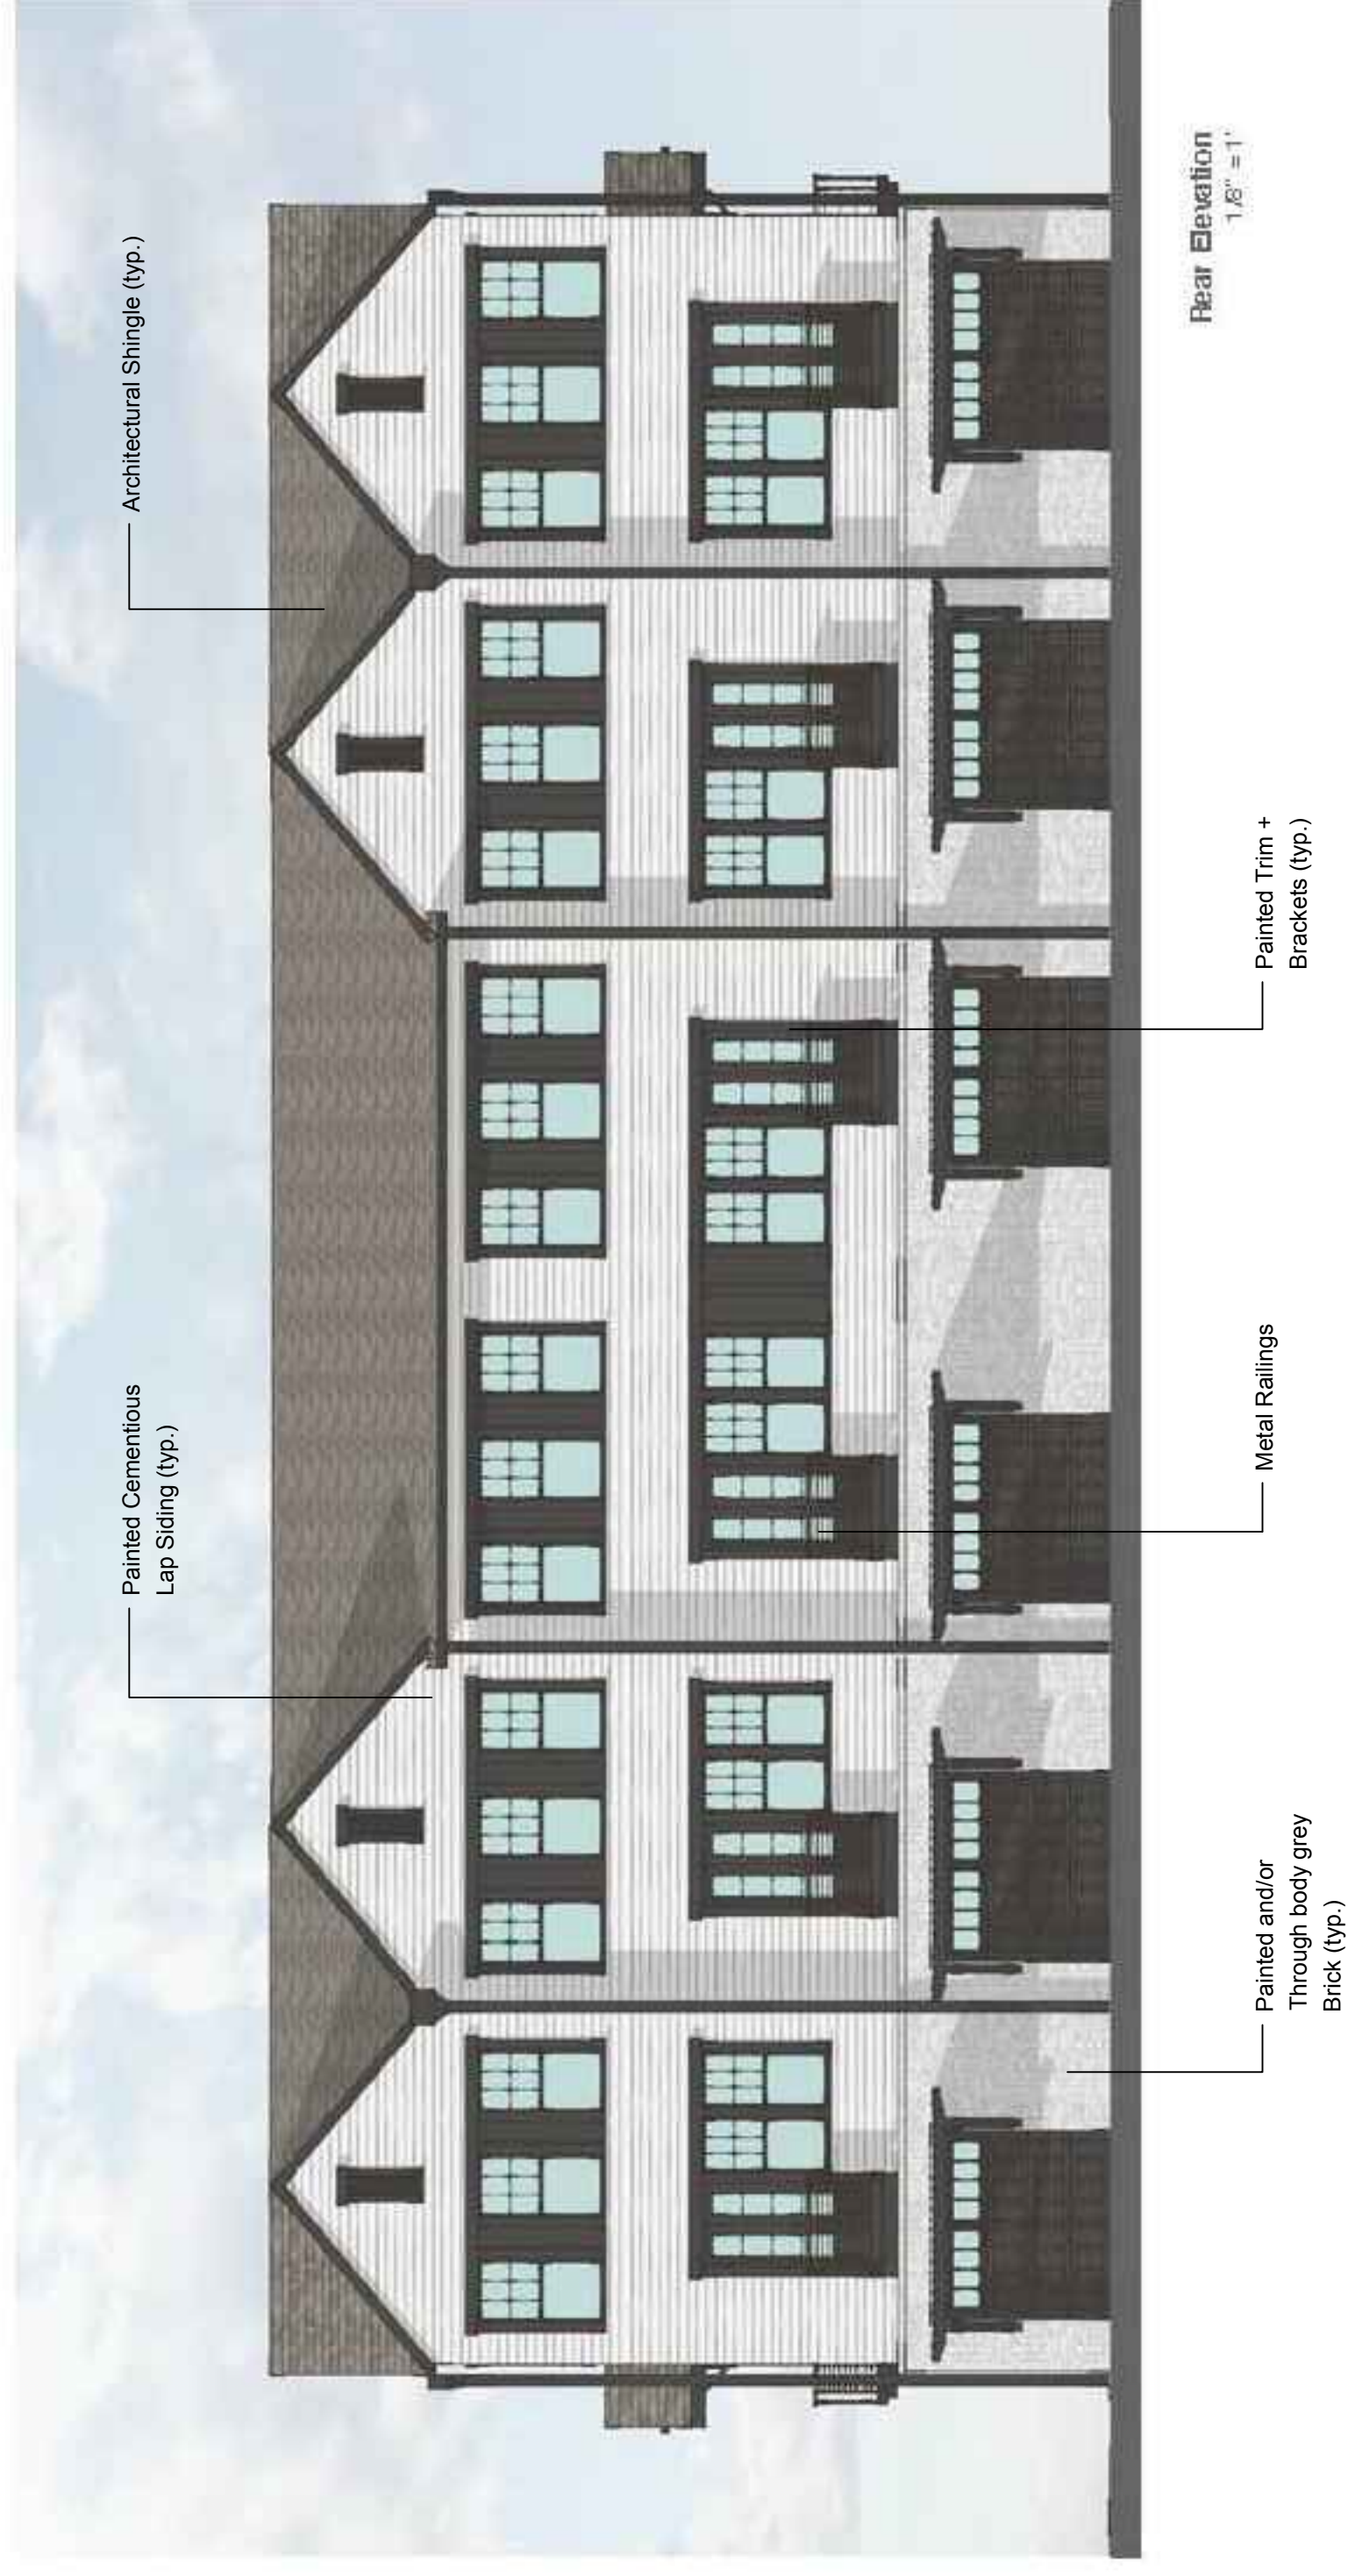 Painted Cementious
Lap Siding (typ.)
Architectural Shingle (typ.)
Painted and/or
Through body grey
Brick (typ.)
Metal Railings
Painted Trim +
Brackets (typ.)
Rear Elevation
1/8" = 1'